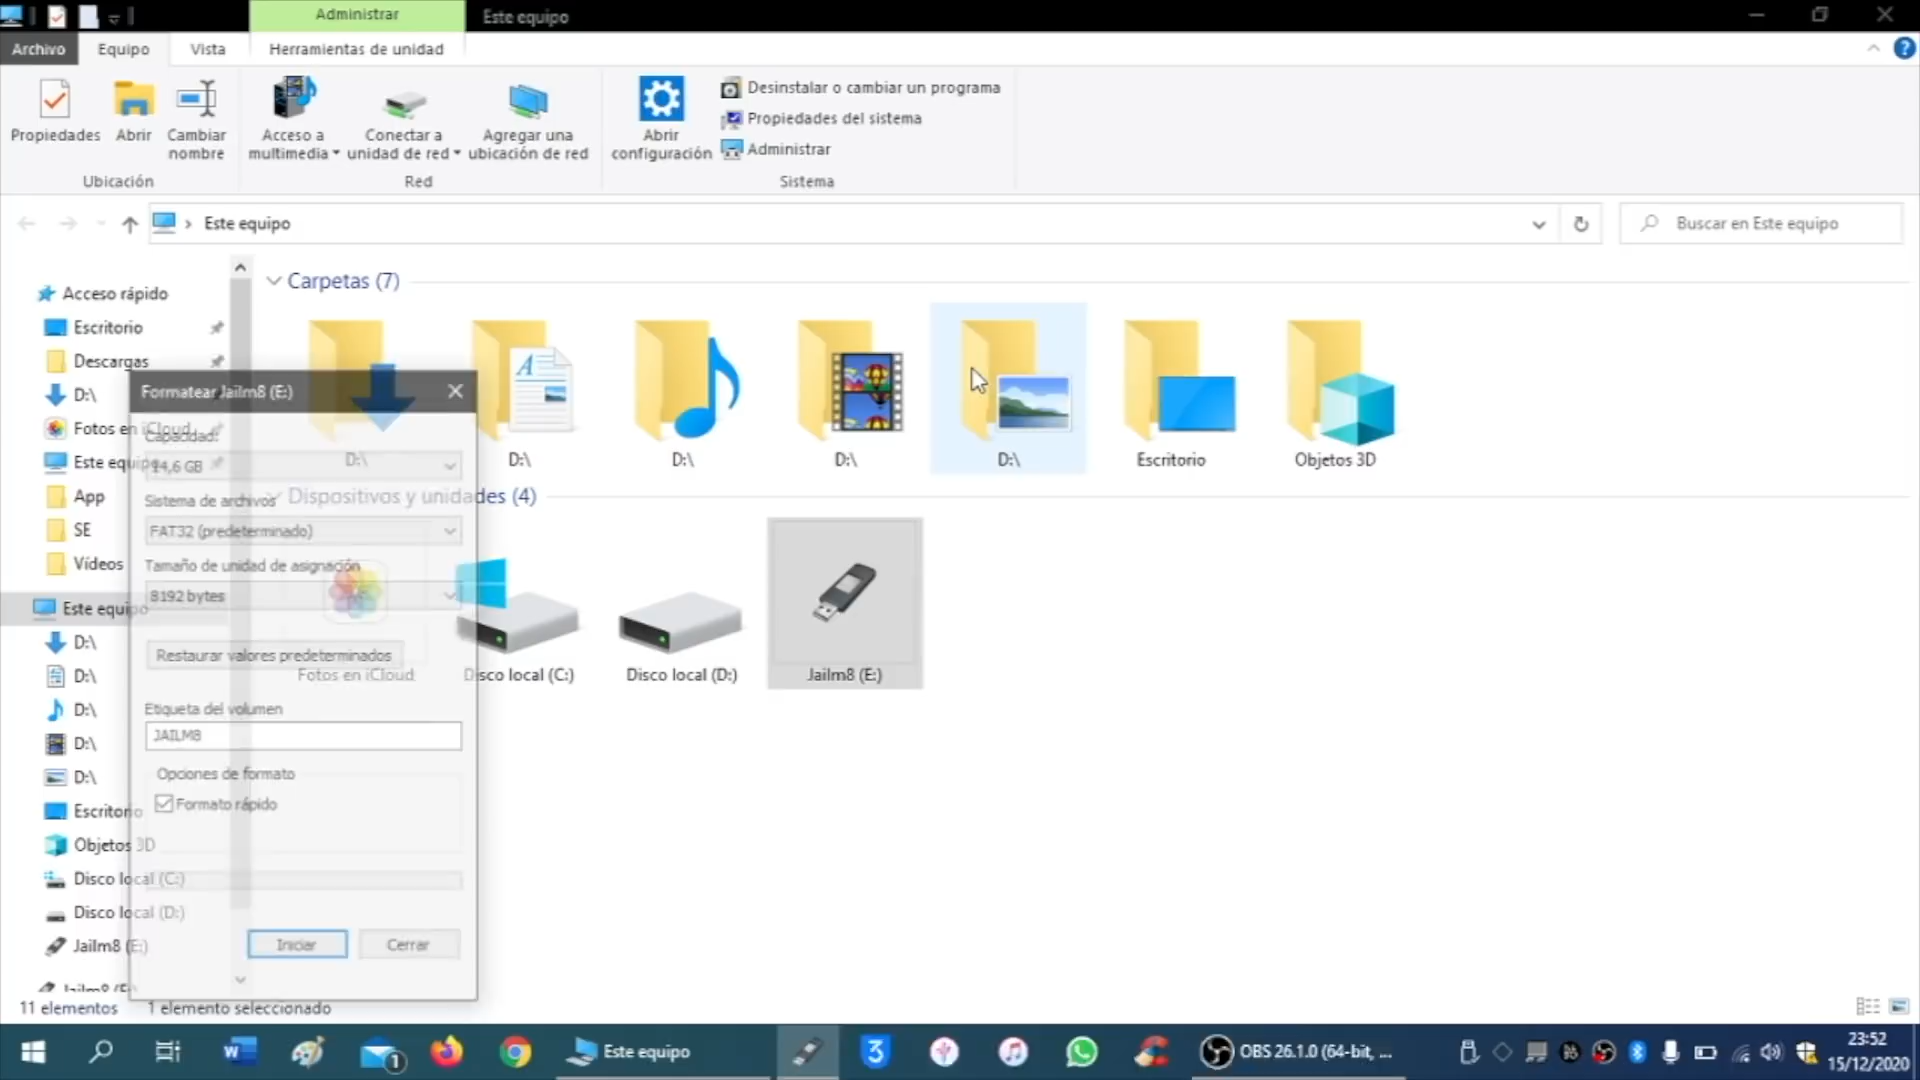 Administrar
Este equipo
Archivo
Equipo
Vista
Herramientas de unidad
Propiedades
Abrir
Cambiar
nombre
Acceso a
multimedia
Conectar a
unidad de red
Agregar una
ubicación de red
Abrir
configuración
Desinstalar o cambiar un programa
Propiedades del sistema
Administrar
Ubicación
Red
Sistema
Este equipo
Buscar en Este equipo
Acceso rápido
Escritorio
Descargas
D:\
Fotos en iCloud
Este equipo
App
SE
Vídeos
Este equipo
D:\
D:\
D:\
D:\
D:\
Escritorio
Objetos 3D
Disco local (C:)
Disco local (D:)
Jailm8 (E:)
Jailm8 (E:)
Carpetas (7)
D:\
D:\
D:\
D:\
D:\
Escritorio
Objetos 3D
Dispositivos y unidades (4)
Fotos en iCloud
Disco local (C:)
Disco local (D:)
Jailm8 (E:)
Formatear Jailm8 (E:)
Capacidad:
14,6 GB
Sistema de archivos
FAT32 (predeterminado)
Tamaño de unidad de asignación
8192 bytes
Restaurar valores predeterminados
Etiqueta del volumen
JAILM8
Opciones de formato
Formato rápido
Iniciar
Cerrar
11 elementos
1 elemento seleccionado
1
Este equipo
3
OBS 26.1.0 (64-bit, ...
23:52
15/12/2020